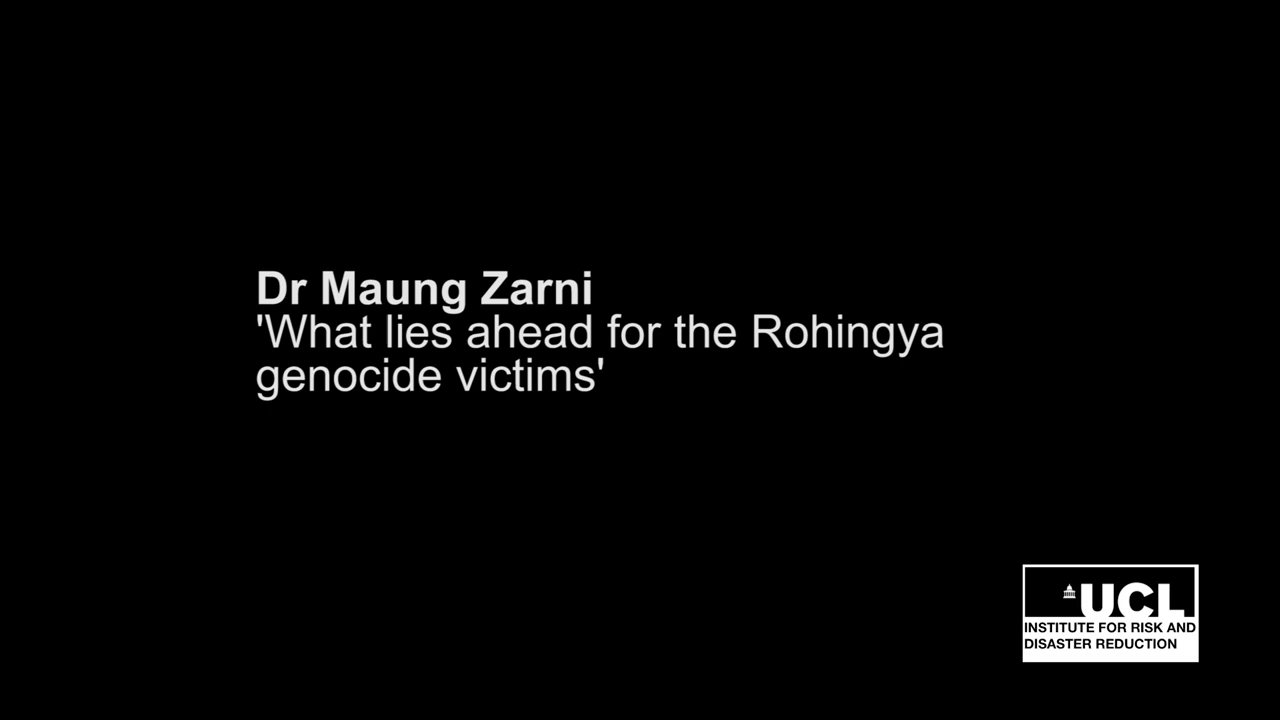 Dr Maung Zarni
'What lies ahead for the Rohingya
genocide victims'
UCL
INSTITUTE FOR RISK AND
DISASTER REDUCTION